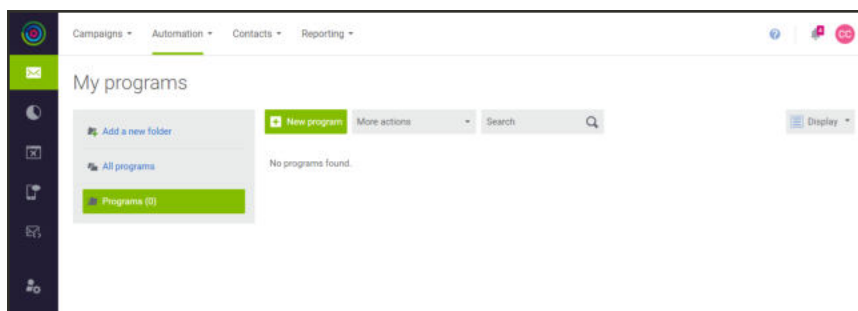 Campaigns Automation Contacts Reporting
4
CC
My programs
Add a new folder
All programs
Programs (0)
New program More actions Search Display
No programs found.